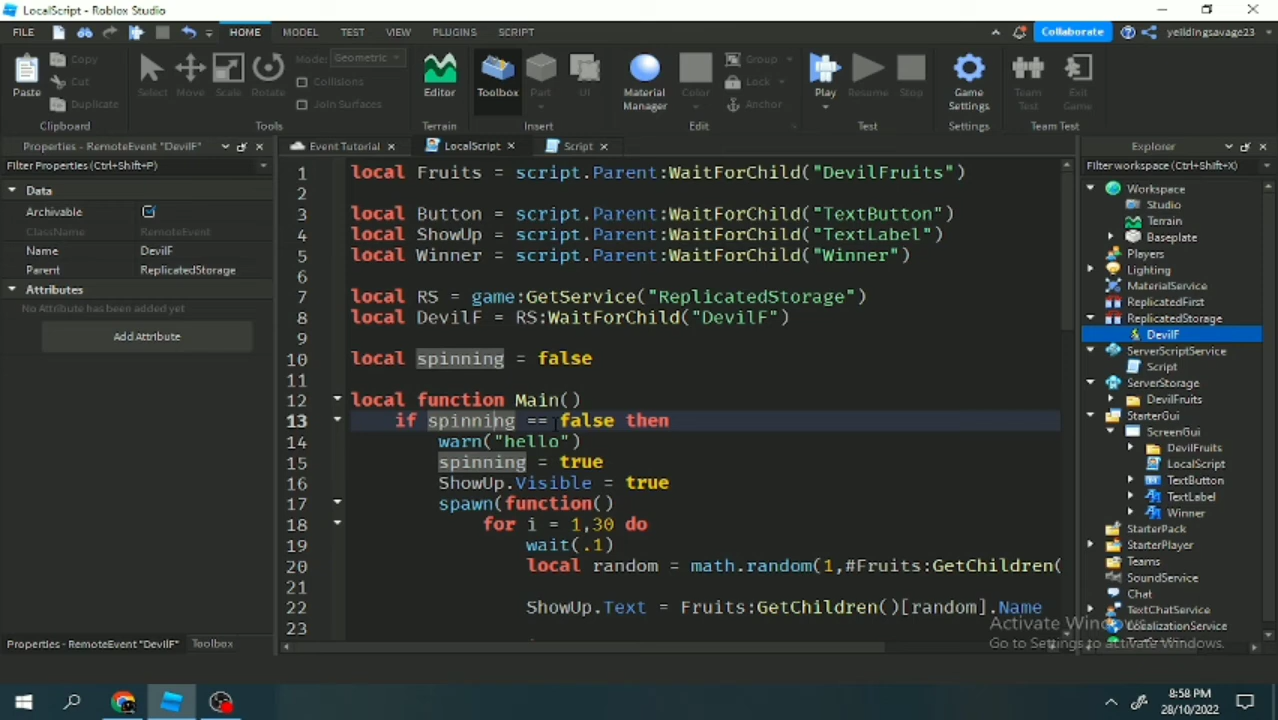 LocalScript - Roblox Studio
FILE HOME MODEL TEST VIEW PLUGINS SCRIPT Collaborate yeildingsavage23
Paste Copy Cut Duplicate Clipboard
Select Move Scale Rotate Mode: Geometric Collisions Join Surfaces Tools
Editor Terrain
Toolbox Part UI Insert
Material Manager Color Group Lock Anchor Edit
Play Resume Stop Test
Game Settings Settings
Team Test Exit Game Team Test
Properties - RemoteEvent "DevilF"
Filter Properties (Ctrl+Shift+P)
Data
Archivable
ClassName RemoteEvent
Name DevilF
Parent ReplicatedStorage
Attributes
No Attribute has been added yet
Add Attribute
Properties - RemoteEvent "DevilF" Toolbox
Event Tutorial LocalScript Script
1 local Fruits = script.Parent:WaitForChild("DevilFruits")
2
3 local Button = script.Parent:WaitForChild("TextButton")
4 local ShowUp = script.Parent:WaitForChild("TextLabel")
5 local Winner = script.Parent:WaitForChild("Winner")
6
7 local RS = game:GetService("ReplicatedStorage")
8 local DevilF = RS:WaitForChild("DevilF")
9
10 local spinning = false
11
12 local function Main()
13 if spinning == false then
14 warn("hello")
15 spinning = true
16 ShowUp.Visible = true
17 spawn(function()
18 for i = 1,30 do
19 wait(.1)
20 local random = math.random(1,#Fruits:GetChildren(
21
22 ShowUp.Text = Fruits:GetChildren()[random].Name
23
Explorer
Filter workspace (Ctrl+Shift+X)
Workspace
Studio
Terrain
Baseplate
Players
Lighting
MaterialService
ReplicatedFirst
ReplicatedStorage
DevilF
ServerScriptService
Script
ServerStorage
DevilFruits
StarterGui
ScreenGui
DevilFruits
LocalScript
TextButton
TextLabel
Winner
StarterPack
StarterPlayer
Teams
SoundService
Chat
TextChatService
LocalizationService
Activate Windows
Go to Settings to activate Windows.
8:58 PM
28/10/2022